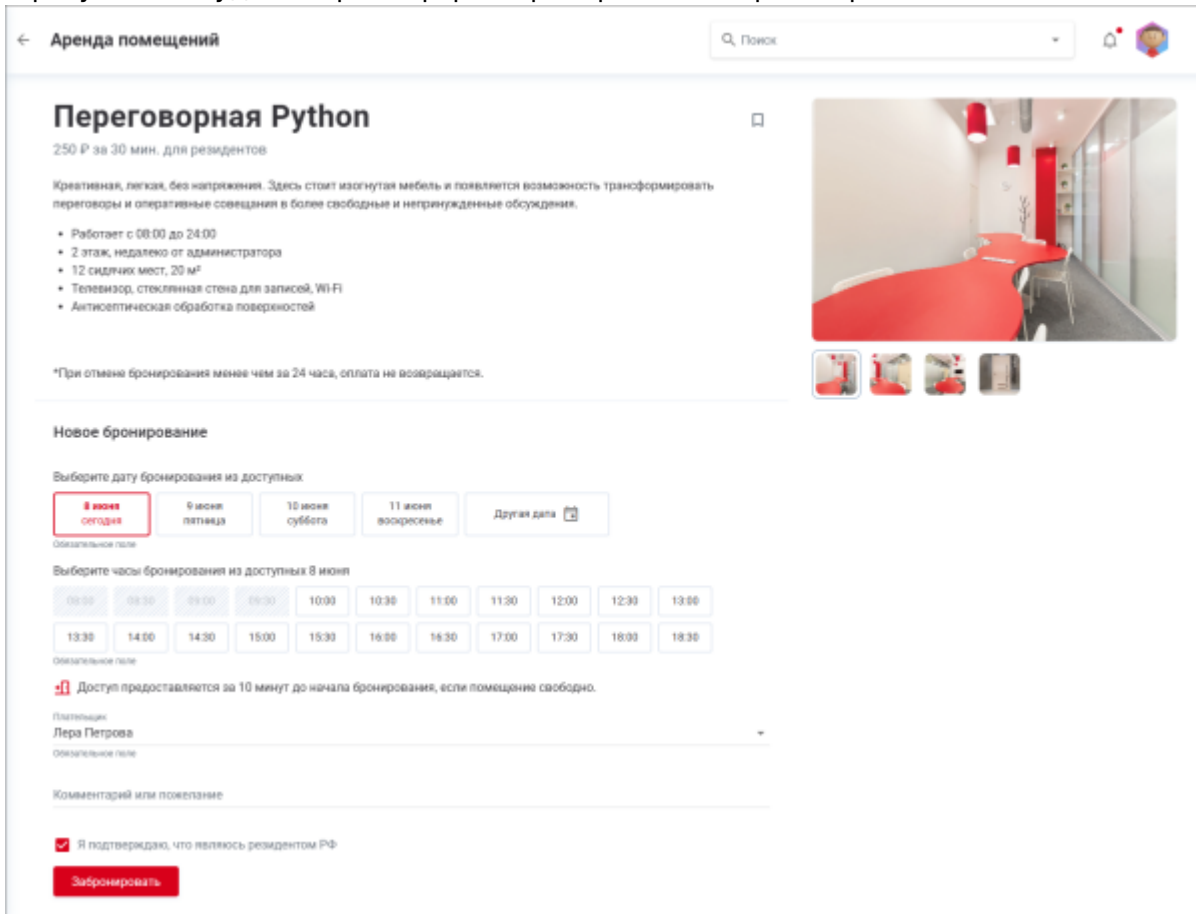 Аренда помещений
Поиск
Переговорная Python
250 ₽ за 30 мин. для резидентов
Креативная, легкая, без напряжения. Здесь стоит изогнутая мебель и появляется возможность трансформировать
переговоры и оперативные совещания в более свободные и непринужденные обсуждения.
• Работает с 08:00 до 24:00
• 2 этаж, недалеко от администратора
• 12 сидячих мест, 20 м²
• Телевизор, стеклянная стена для записей, Wi-Fi
• Антисептическая обработка поверхностей
*При отмене бронирования менее чем за 24 часа, оплата не возвращается.
Новое бронирование
Выберите дату бронирования из доступных
8 июня 9 июня 10 июня 11 июня
сегодня пятница суббота воскресенье Другая дата
Обязательное поле
Выберите часы бронирования из доступных 8 июня
08:00 08:30 09:00 09:30 10:00 10:30 11:00 11:30 12:00 12:30 13:00
13:30 14:00 14:30 15:00 15:30 16:00 16:30 17:00 17:30 18:00 18:30
Обязательное поле
Доступ предоставляется за 10 минут до начала бронирования, если помещение свободно.
Плательщик
Лера Петрова
Обязательное поле
Комментарий или пожелание
Я подтверждаю, что являюсь резидентом РФ
Забронировать